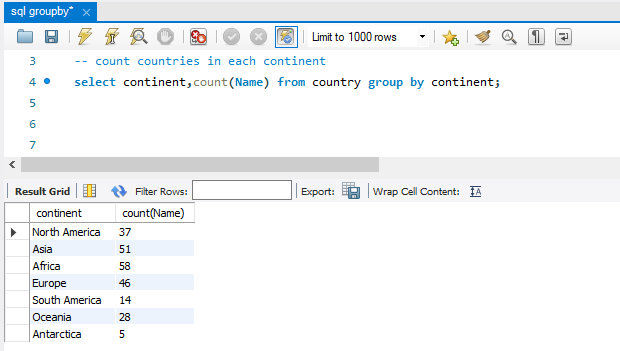 sql groupby*
Limit to 1000 rows
3 -- count countries in each continent
4 select continent,count(Name) from country group by continent;
5
6
7
Result Grid Filter Rows: Export: Wrap Cell Content:
continent count(Name)
North America 37
Asia 51
Africa 58
Europe 46
South America 14
Oceania 28
Antarctica 5